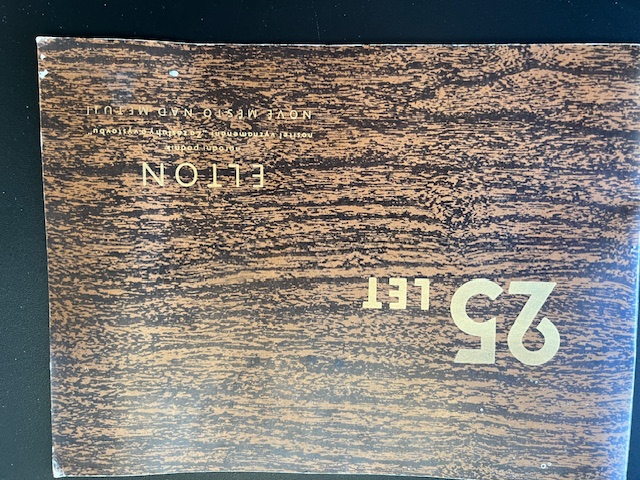 25 LET
ELTON
národní podnik
nositel vyznamenání „Za zásluhy o výstavbu“
NOVÉ MĚSTO NAD METUJÍ